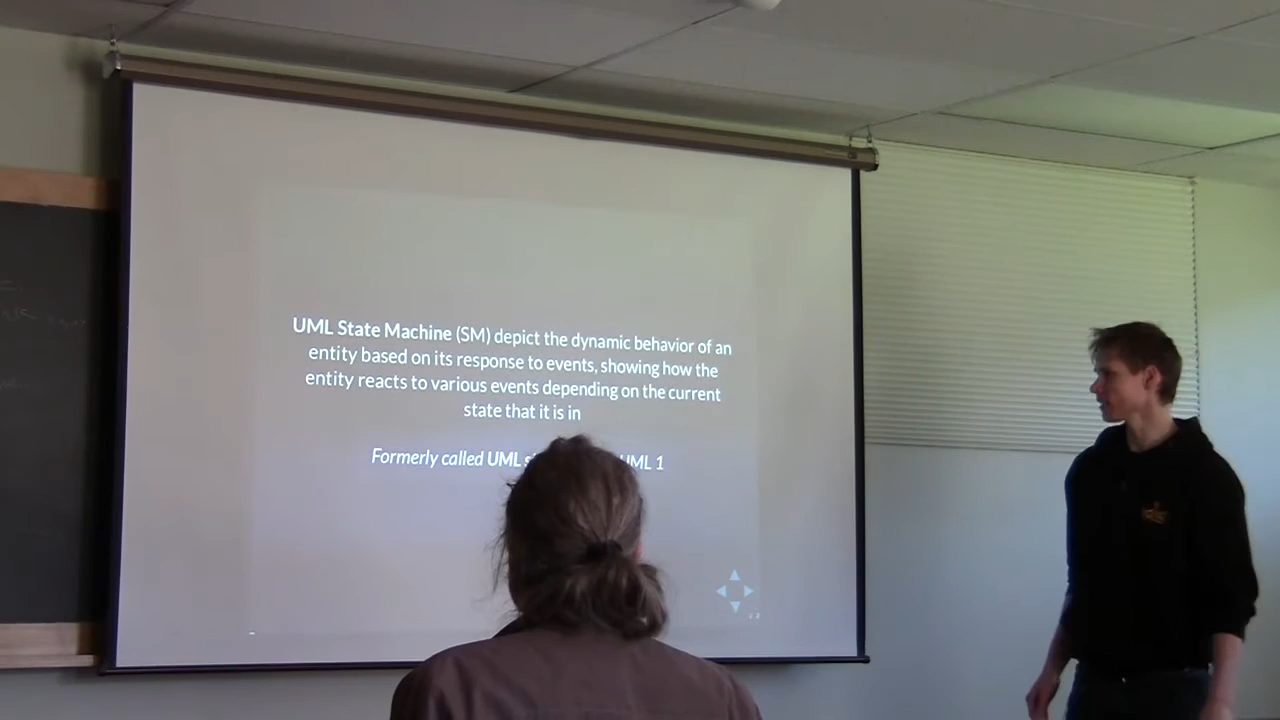 UML State Machine (SM) depict the dynamic behavior of an
entity based on its response to events, showing how the
entity reacts to various events depending on the current
state that it is in
Formerly called UML UML 1